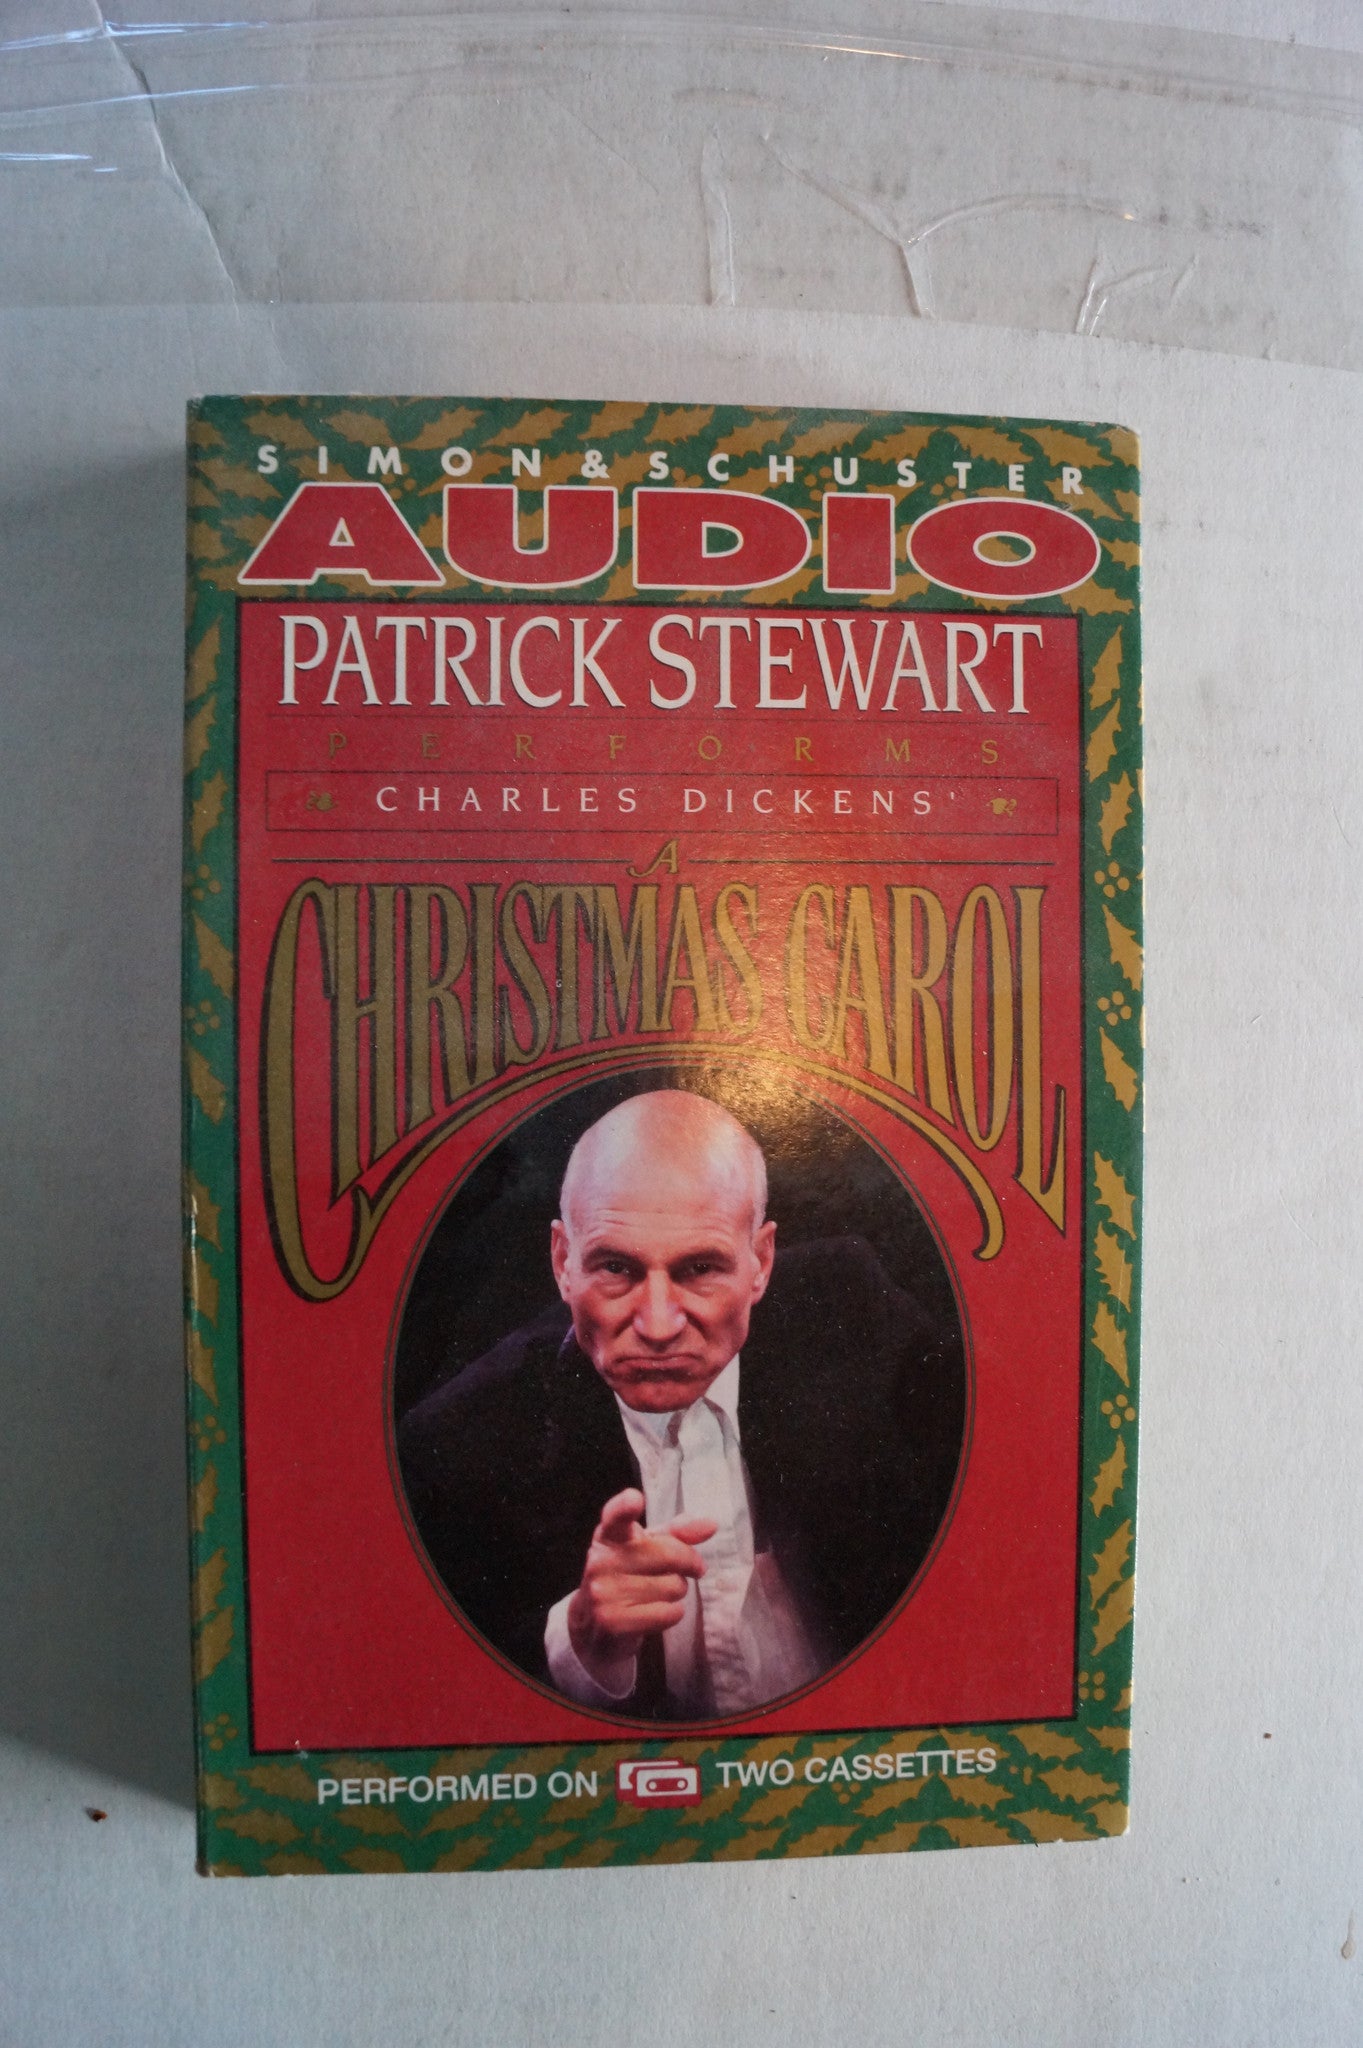 SIMON & SCHUSTER
AUDIO
PATRICK STEWART
PERFORMS
CHARLES DICKENS'
A
CHRISTMAS CAROL
PERFORMED ON TWO CASSETTES